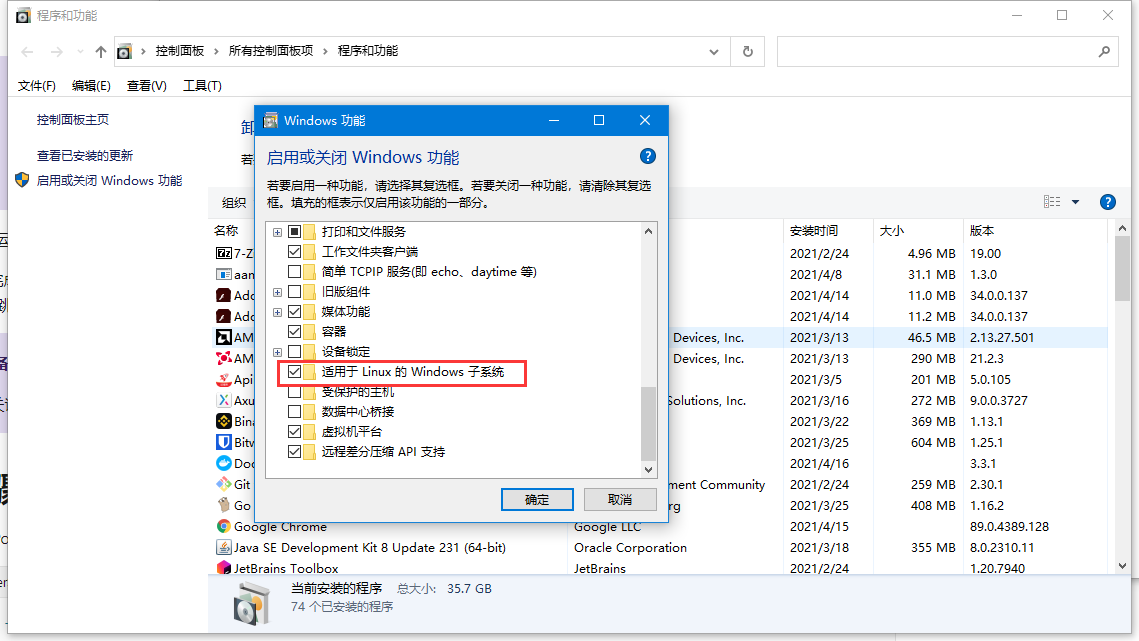 程序和功能
控制面板 › 所有控制面板项 › 程序和功能
文件(F) 编辑(E) 查看(V) 工具(T)
控制面板主页
查看已安装的更新
启用或关闭 Windows 功能
卸
若
组织
名称 安装时间 大小 版本
7-Z 2021/2/24 4.96 MB 19.00
aar 2021/4/8 31.1 MB 1.3.0
Ado 2021/4/14 11.0 MB 34.0.0.137
Ado 2021/4/14 11.2 MB 34.0.0.137
AM Devices, Inc. 2021/3/13 46.5 MB 2.13.27.501
AM Devices, Inc. 2021/3/13 290 MB 21.2.3
Api 2021/3/5 201 MB 5.0.105
Axu Solutions, Inc. 2021/3/16 272 MB 9.0.0.3727
Bina 2021/3/22 369 MB 1.13.1
Bitw 2021/3/25 604 MB 1.25.1
Doc 2021/4/16 3.3.1
Git ment Community 2021/2/24 259 MB 2.30.1
Go rg 2021/3/25 408 MB 1.16.2
Google Chrome Google LLC 2021/4/15 89.0.4389.128
Java SE Development Kit 8 Update 231 (64-bit) Oracle Corporation 2021/3/18 355 MB 8.0.2310.11
JetBrains Toolbox JetBrains 2021/2/24 1.20.7940
当前安装的程序 总大小: 35.7 GB
74 个已安装的程序
Windows 功能
启用或关闭 Windows 功能
若要启用一种功能，请选择其复选框。若要关闭一种功能，请清除其复选
框。填充的框表示仅启用该功能的一部分。
打印和文件服务
工作文件夹客户端
简单 TCPIP 服务(即 echo、daytime 等)
旧版组件
媒体功能
容器
设备锁定
适用于 Linux 的 Windows 子系统
受保护的主机
数据中心桥接
虚拟机平台
远程差分压缩 API 支持
确定 取消